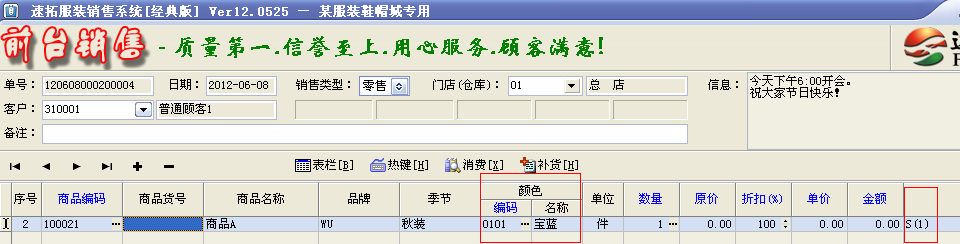 速拓服装销售系统[经典版] Ver12.0525 — 某服装鞋帽城专用
前台销售 - 质量第一.信誉至上.用心服务.顾客满意!
单号: 120608000200004 日期: 2012-06-08 销售类型: 零售 门店(仓库): 01 总 店 信息: 今天下午6:00开会。
祝大家节日快乐!
客户: 310001 普通顾客1
备注:
表栏[B] 热键[H] 消费[X] 补货[H]
序号 商品编码 商品货号 商品名称 品牌 季节 颜色 单位 数量 原价 折扣(%) 单价 金额
编码 名称
2 100021 ... 商品A WU 秋装 0101 ... 宝蓝 件 1 ... 0.00 100 0.00 0.00 S(1)